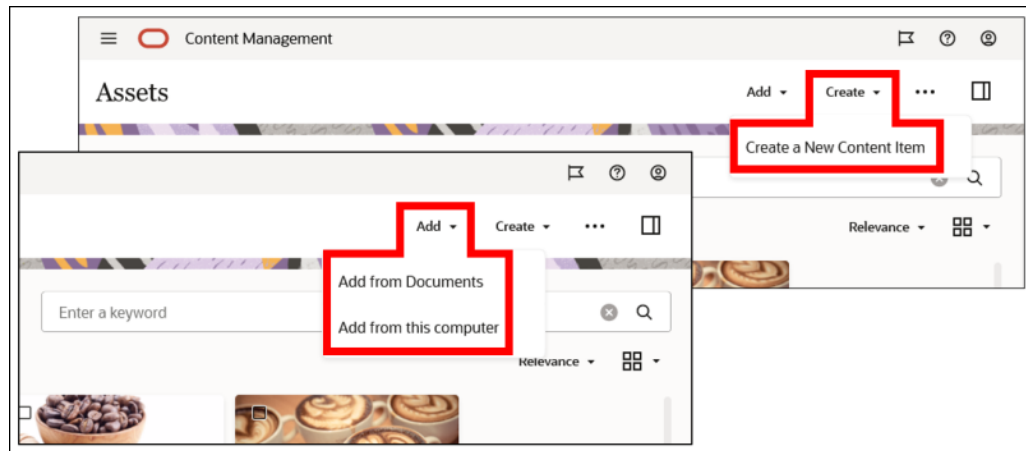 Content Management
Assets
Add
Create
Create a New Content Item
Relevance
Add
Create
Add from Documents
Add from this computer
Enter a keyword
Relevance